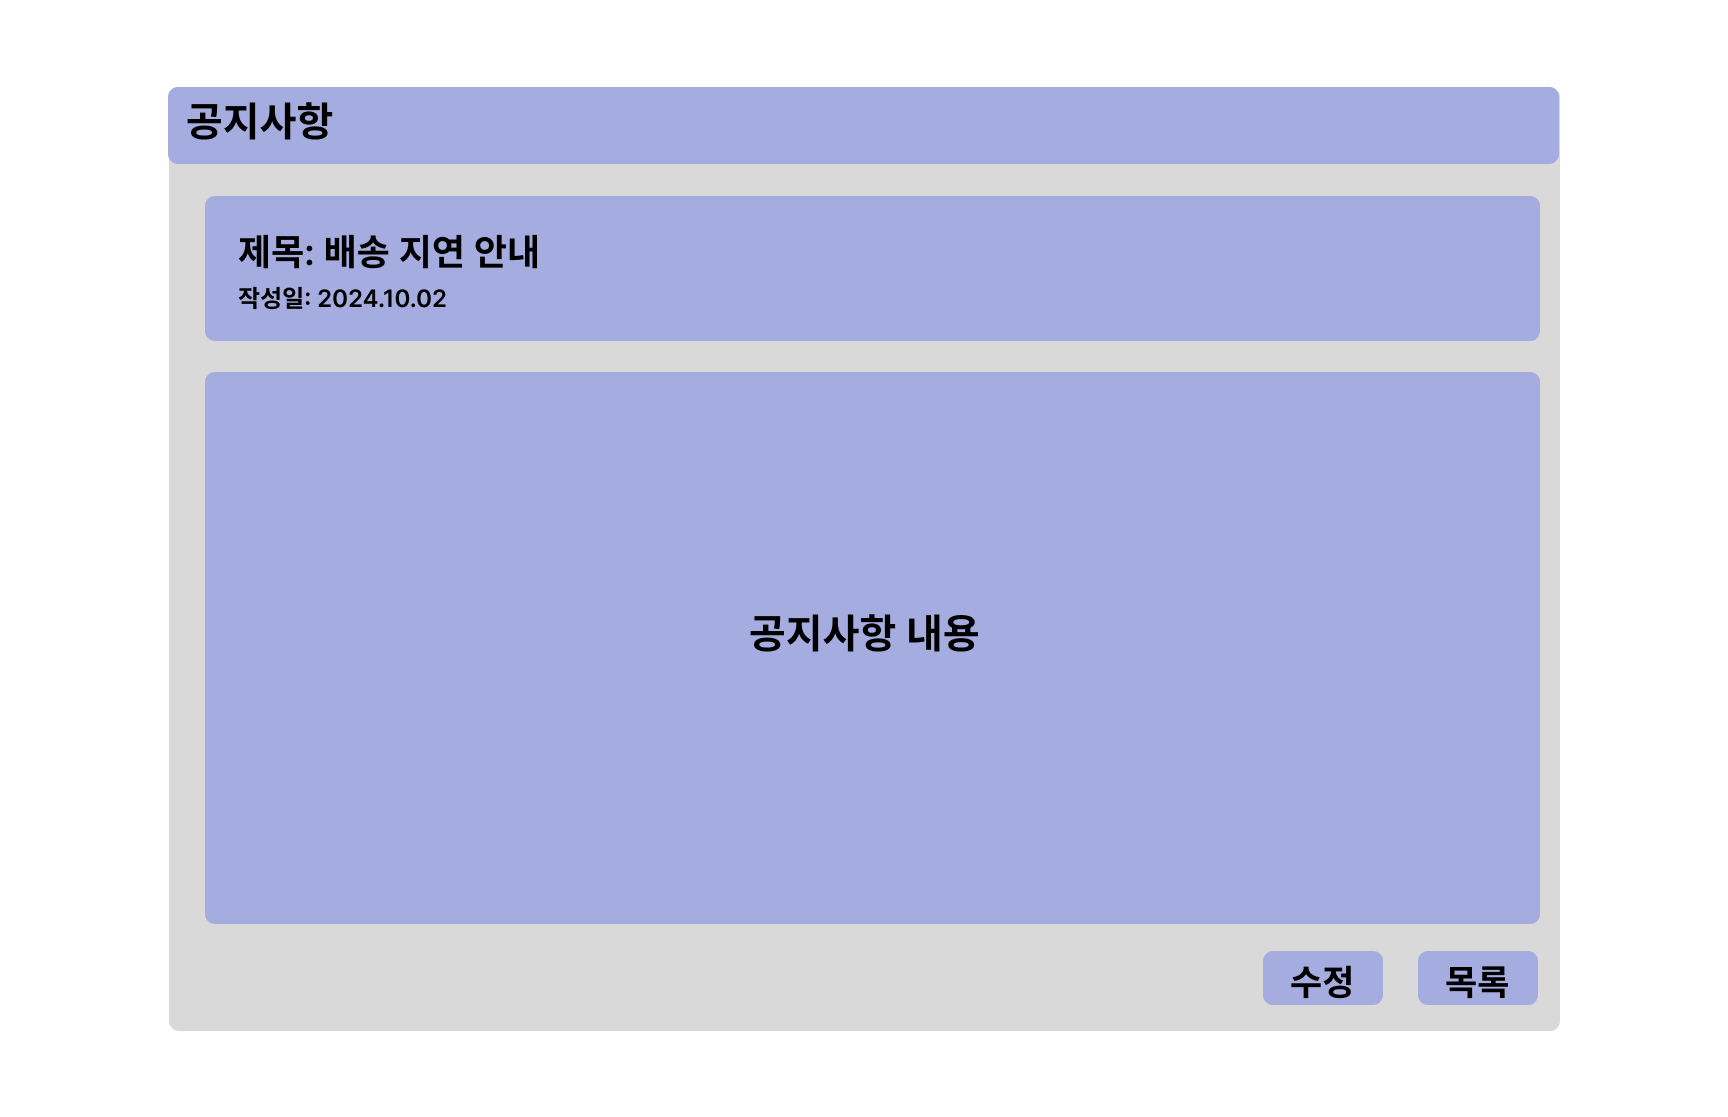 공지사항
제목: 배송 지연 안내
작성일: 2024.10.02
공지사항 내용
수정
목록